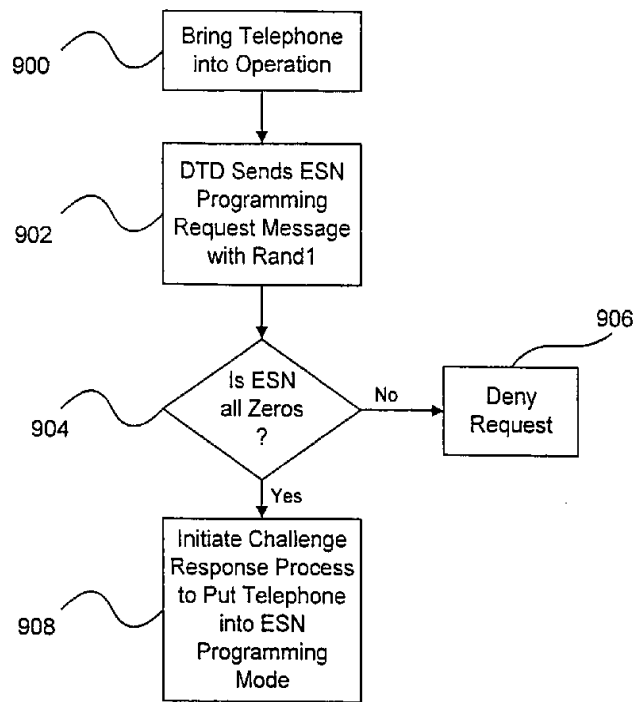 Bring Telephone
into Operation
900
DTD Sends ESN
Programming
Request Message
with Rand1
902
906
Is ESN
all Zeros
?
No
Deny
Request
904
Yes
Initiate Challenge
Response Process
to Put Telephone
into ESN
Programming
Mode
908